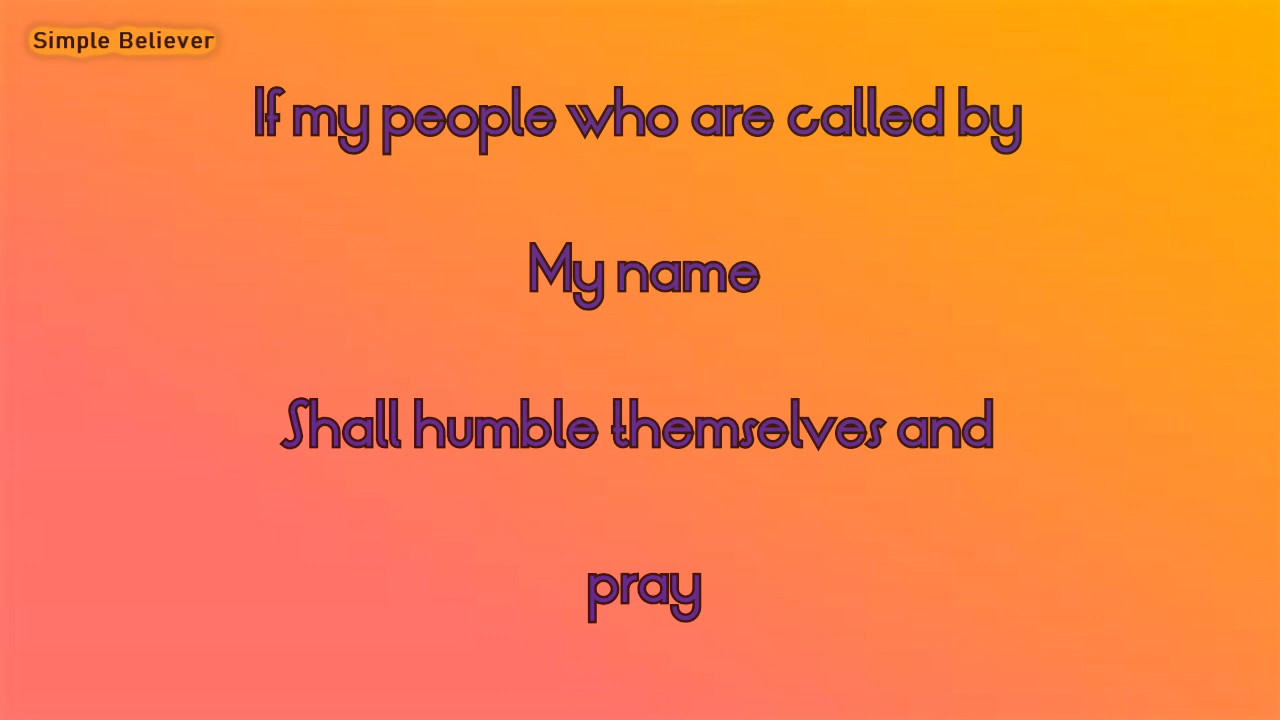 Simple Believer
If my people who are called by
My name
Shall humble themselves and
pray